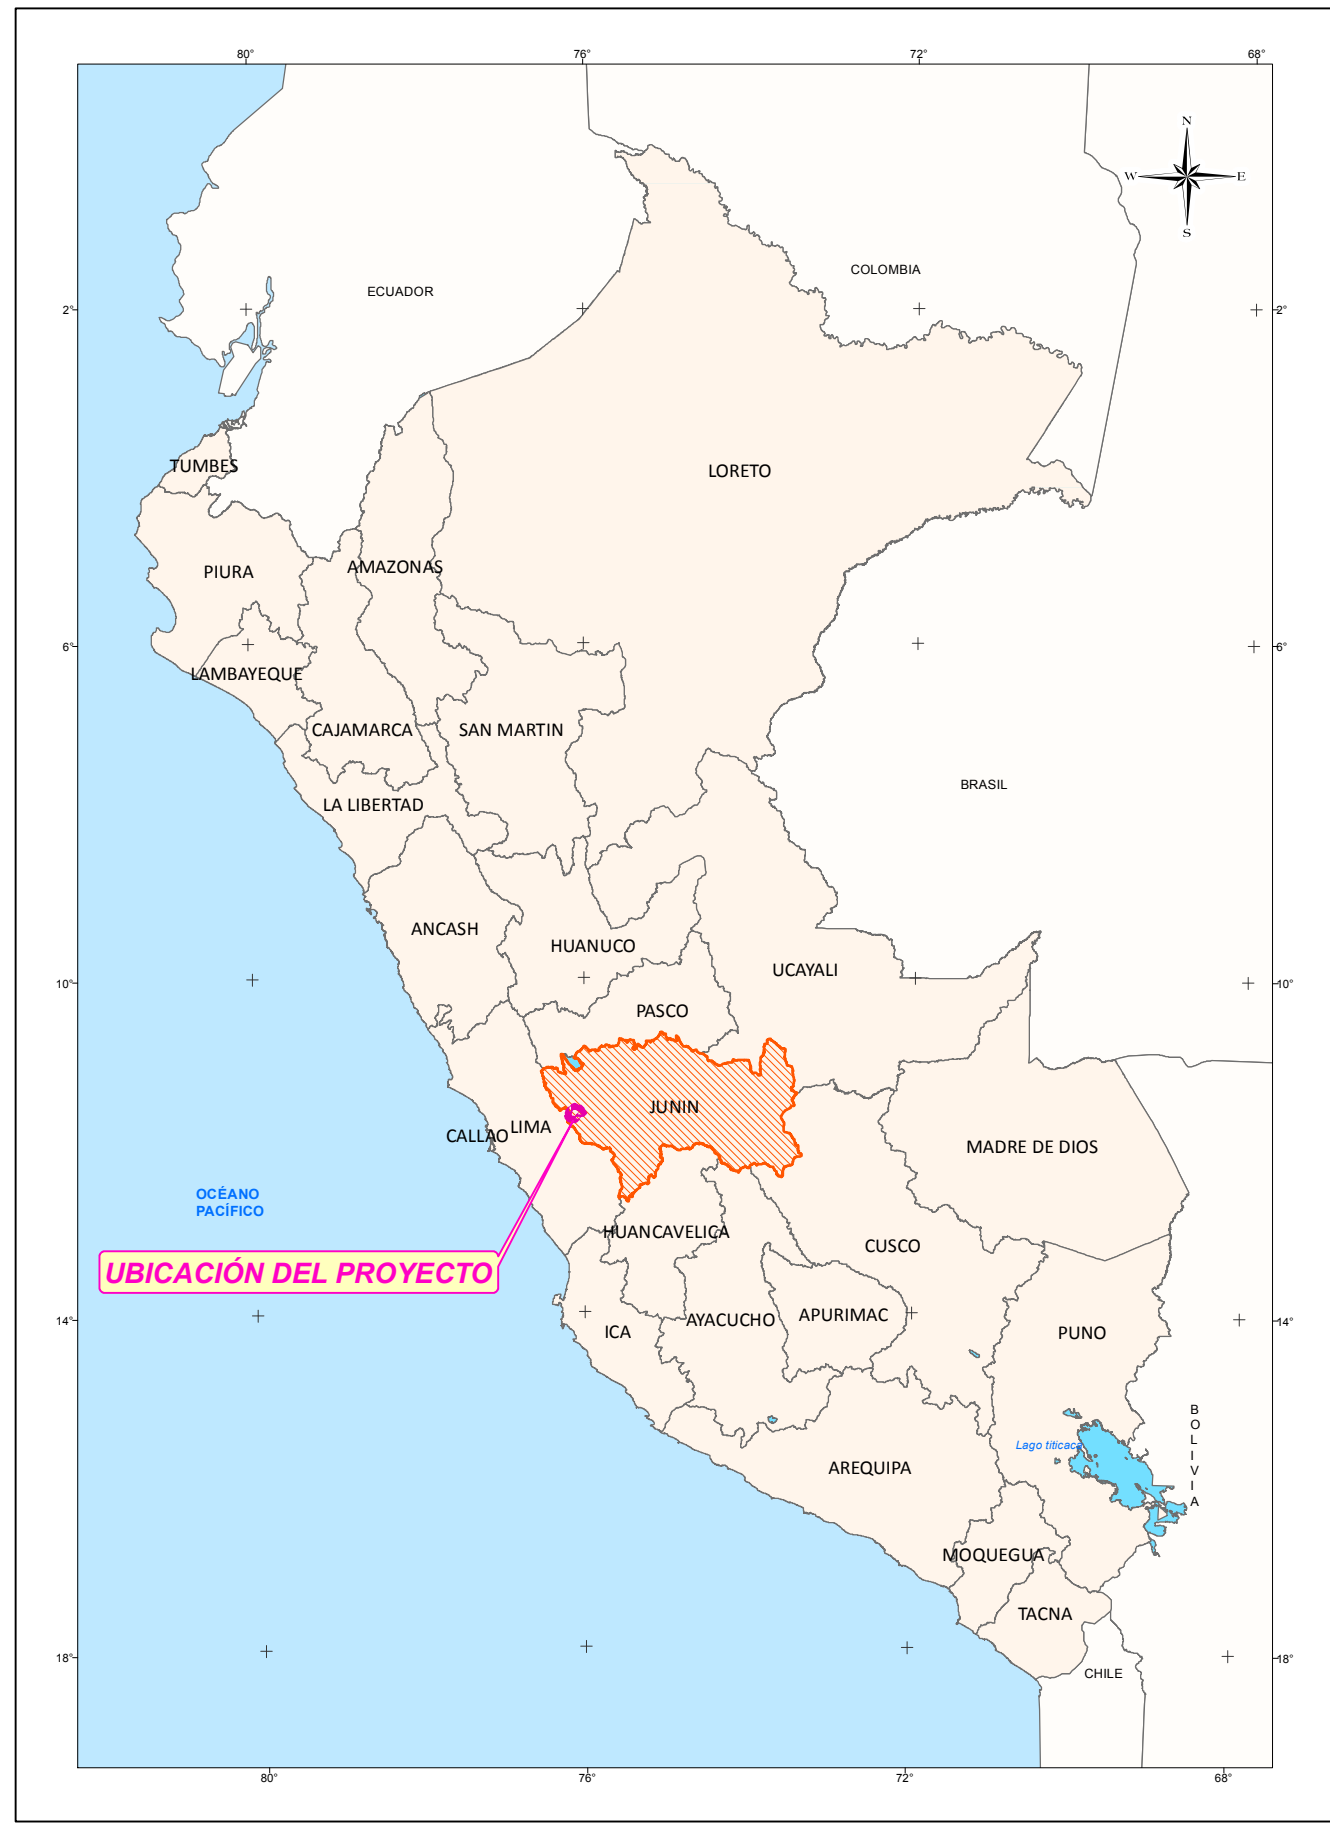 80°
76°
72°
68°
N
W
E
S
COLOMBIA
ECUADOR
2°
2°
TUMBES
LORETO
AMAZONAS
PIURA
6°
6°
LAMBAYEQUE
CAJAMARCA
SAN MARTIN
BRASIL
LA LIBERTAD
ANCASH
HUANUCO
UCAYALI
10°
10°
PASCO
JUNIN
LIMA
CALLAO
MADRE DE DIOS
OCÉANO
PACÍFICO
HUANCAVELICA
CUSCO
UBICACIÓN DEL PROYECTO
14°
14°
AYACUCHO
APURIMAC
ICA
PUNO
B
O
L
I
V
I
A
Lago titicaca
AREQUIPA
MOQUEGUA
TACNA
18°
18°
CHILE
80°
76°
72°
68°